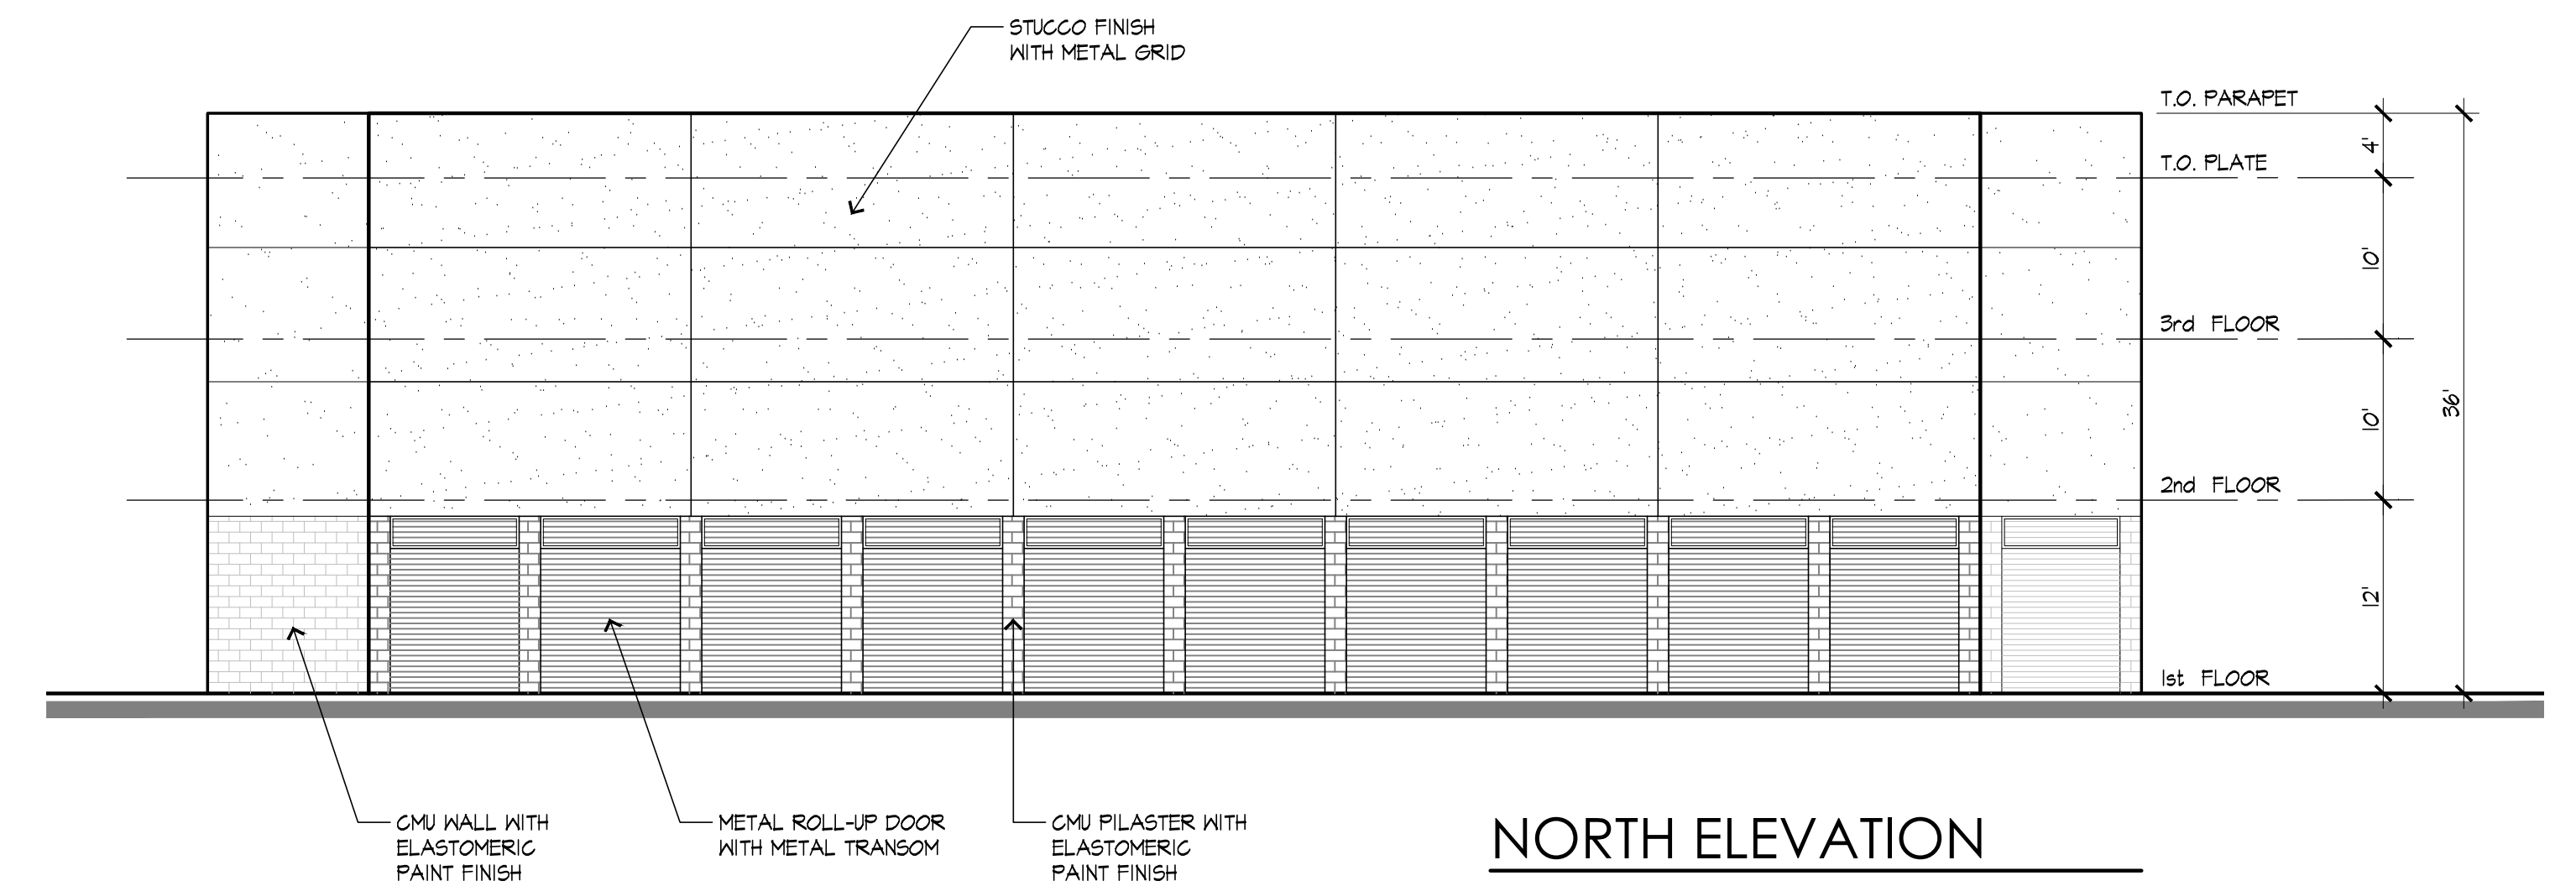 STUCCO FINISH
WITH METAL GRID
T.O. PARAPET
4'
T.O. PLATE
10'
3rd FLOOR
36'
10'
2nd FLOOR
12'
1st FLOOR
CMU WALL WITH
ELASTOMERIC
PAINT FINISH
METAL ROLL-UP DOOR
WITH METAL TRANSOM
CMU PILASTER WITH
ELASTOMERIC
PAINT FINISH
NORTH ELEVATION